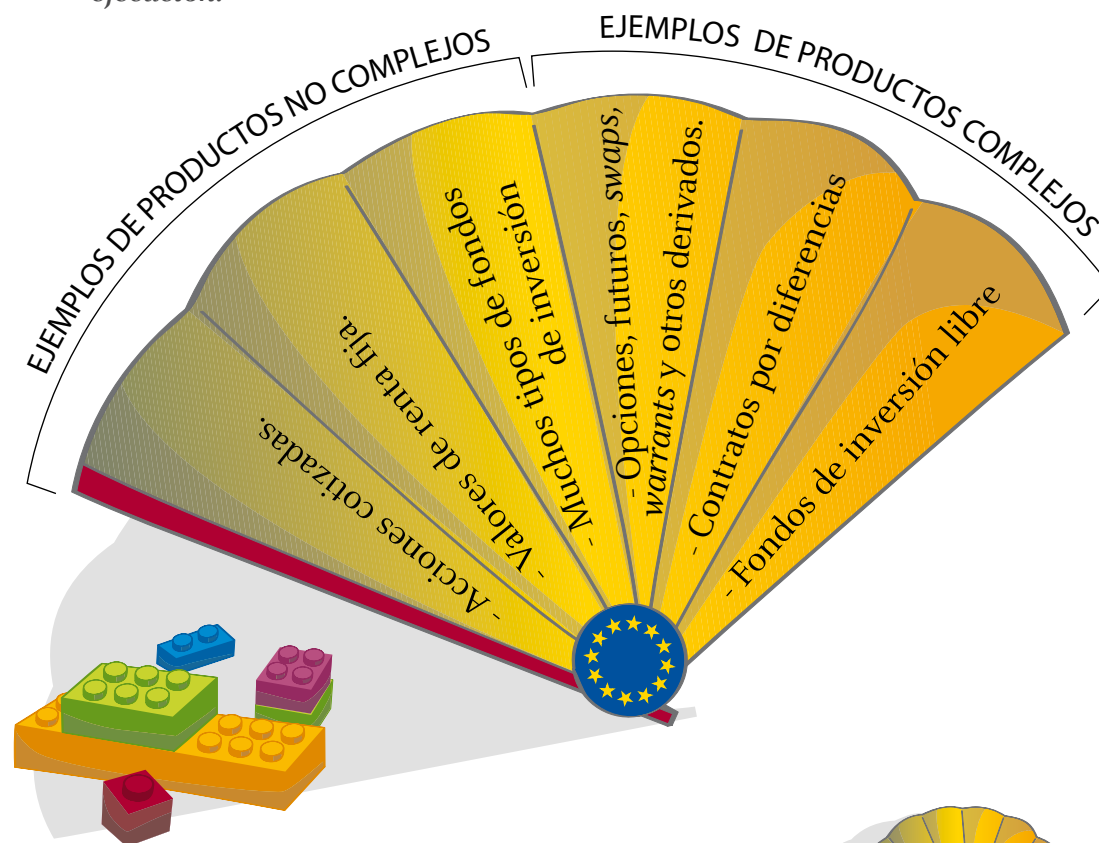 ejecución.
EJEMPLOS DE PRODUCTOS NO COMPLEJOS
EJEMPLOS DE PRODUCTOS COMPLEJOS
- Acciones cotizadas.
- Valores de renta fija.
- Muchos tipos de fondos
de inversión
- Opciones, futuros, swaps,
warrants y otros derivados.
- Contratos por diferencias
- Fondos de inversión libre